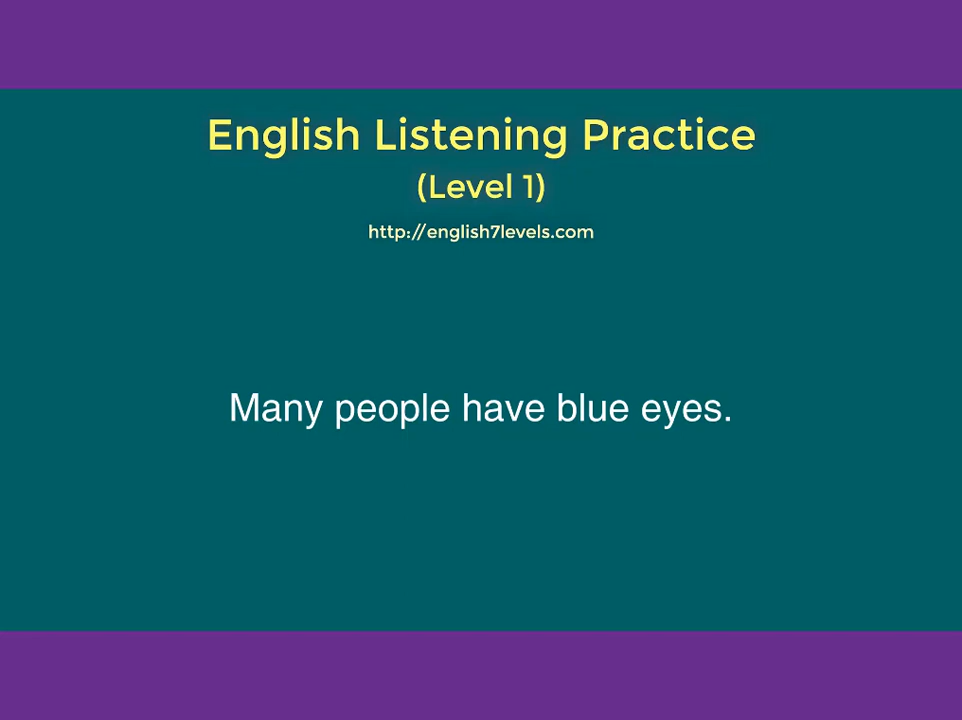 English Listening Practice
(Level 1)
http://english7levels.com
Many people have blue eyes.